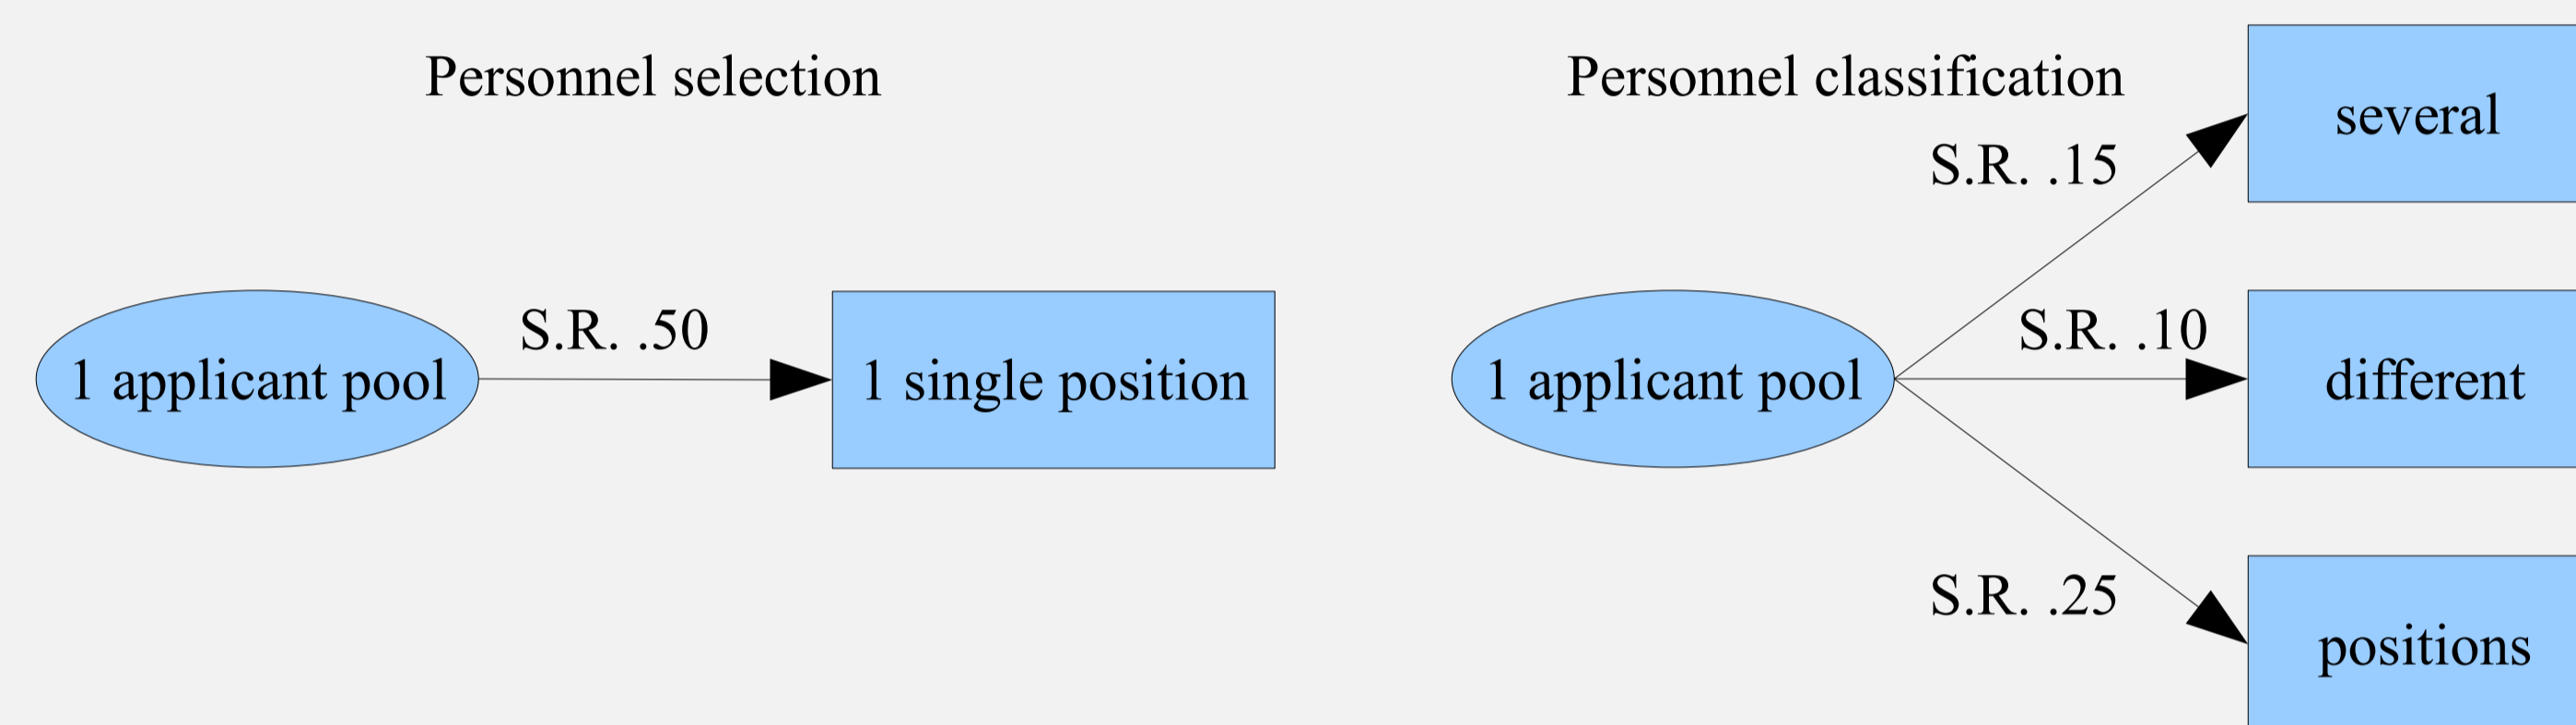 Personnel selection
S.R. .50
1 applicant pool
1 single position
Personnel classification
S.R. .15
several
S.R. .10
1 applicant pool
different
S.R. .25
positions